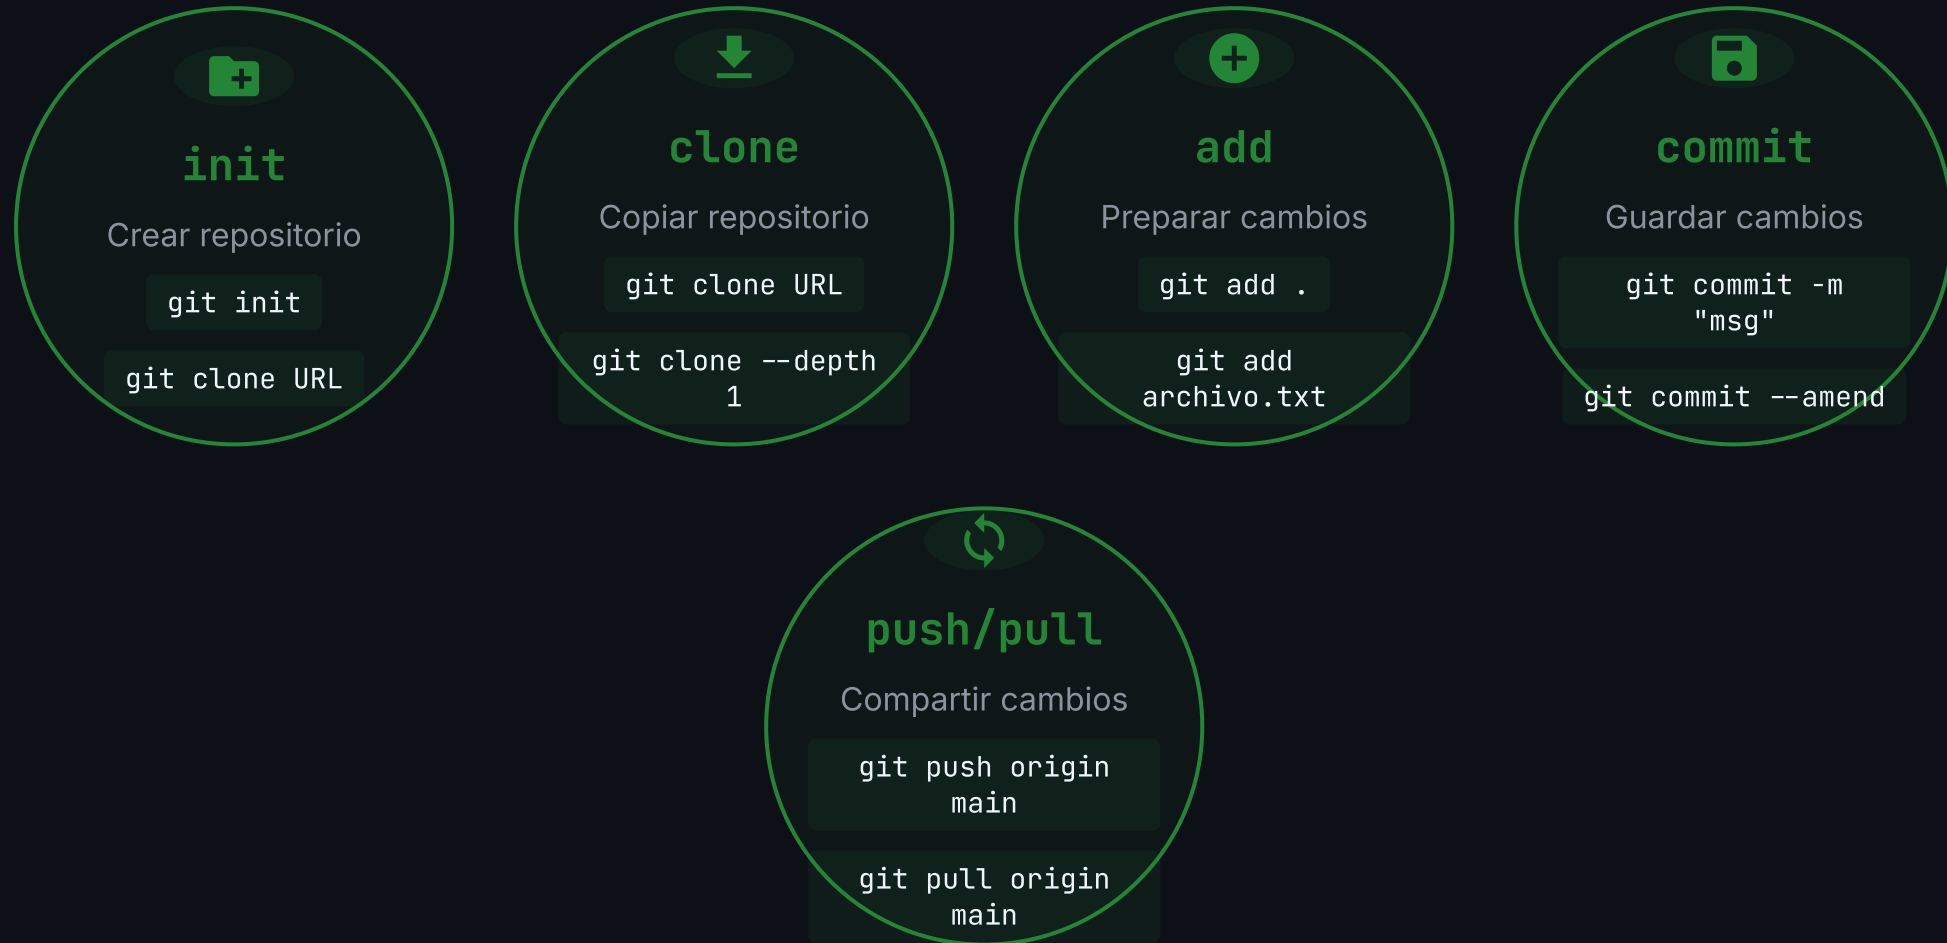 init
Crear repositorio
git init
git clone URL
clone
Copiar repositorio
git clone URL
git clone --depth
1
add
Preparar cambios
git add .
git add
archivo.txt
commit
Guardar cambios
git commit -m
"msg"
git commit --amend
push/pull
Compartir cambios
git push origin
main
git pull origin
main